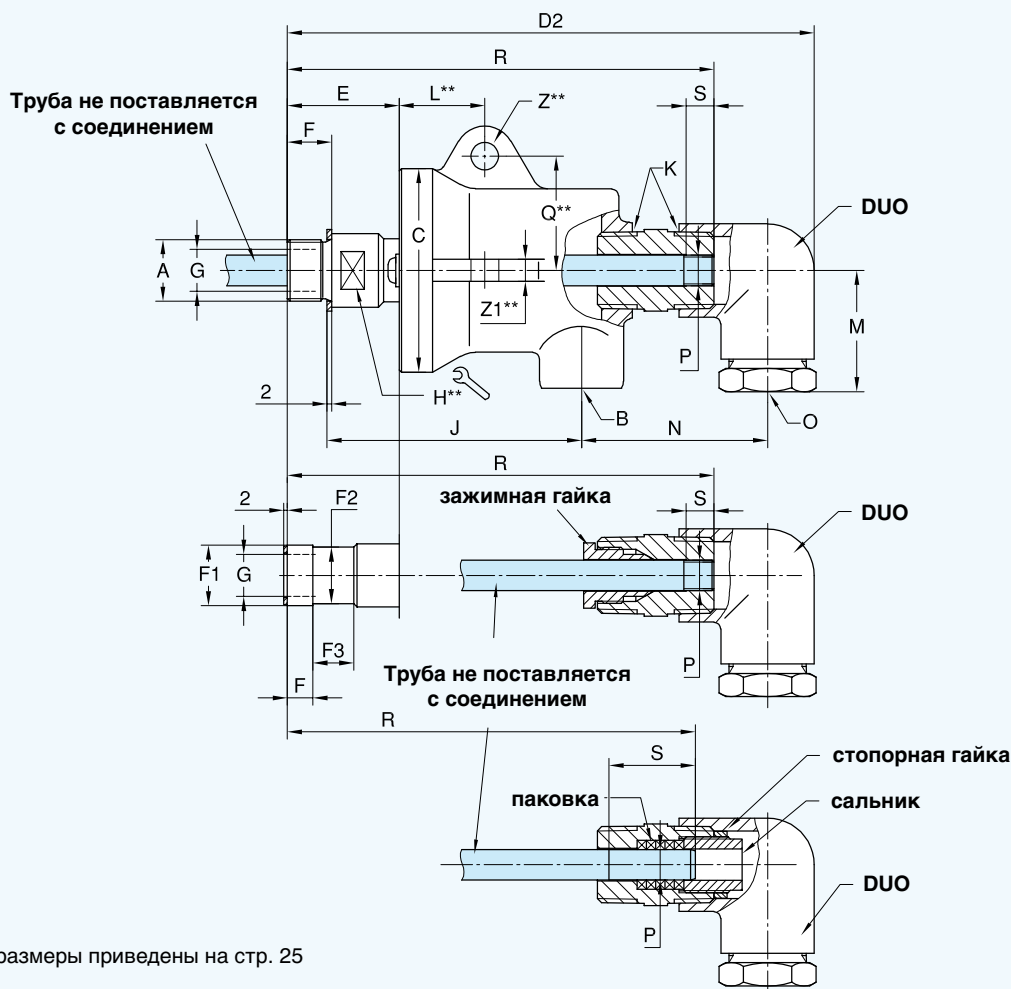 D2
R
Труба не поставляется
с соединением
E
L**
Z**
S
F
K
DUO
Q**
A
G
C
Z1**
M
P
2
H**
J
B
N
O
R
зажимная гайка
S
2
F2
DUO
F1
G
F3
P
F
Труба не поставляется
с соединением
R
S
стопорная гайка
паковка
сальник
DUO
P
размеры приведены на стр. 25